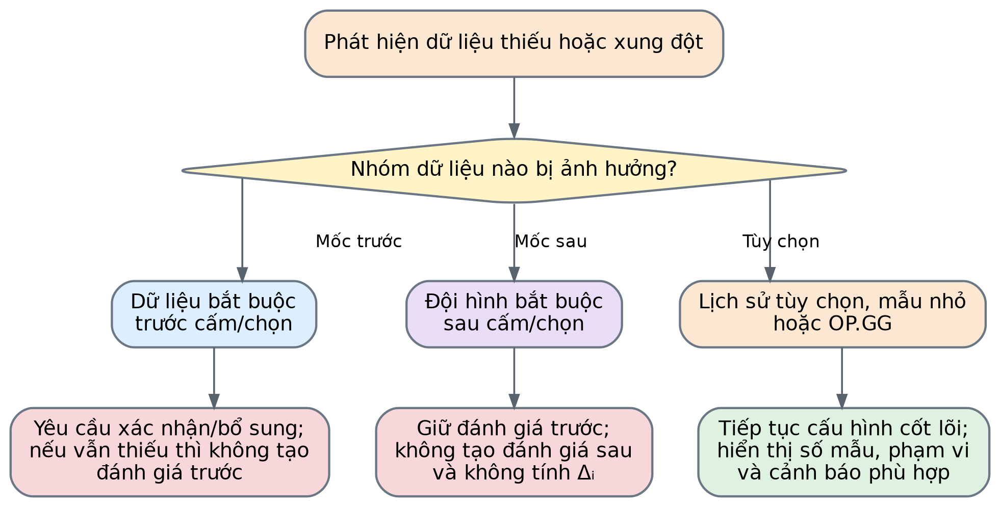 Phát hiện dữ liệu thiếu hoặc xung đột
Nhóm dữ liệu nào bị ảnh hưởng?
Mốc trước
Mốc sau
Tùy chọn
Dữ liệu bắt buộc
trước cấm/chọn
Đội hình bắt buộc
sau cấm/chọn
Lịch sử tùy chọn, mẫu nhỏ
hoặc OP.GG
Yêu cầu xác nhận/bổ sung;
nếu vẫn thiếu thì không tạo
đánh giá trước
Giữ đánh giá trước;
không tạo đánh giá sau
và không tính Δᵢ
Tiếp tục cấu hình cốt lõi;
hiển thị số mẫu, phạm vi
và cảnh báo phù hợp